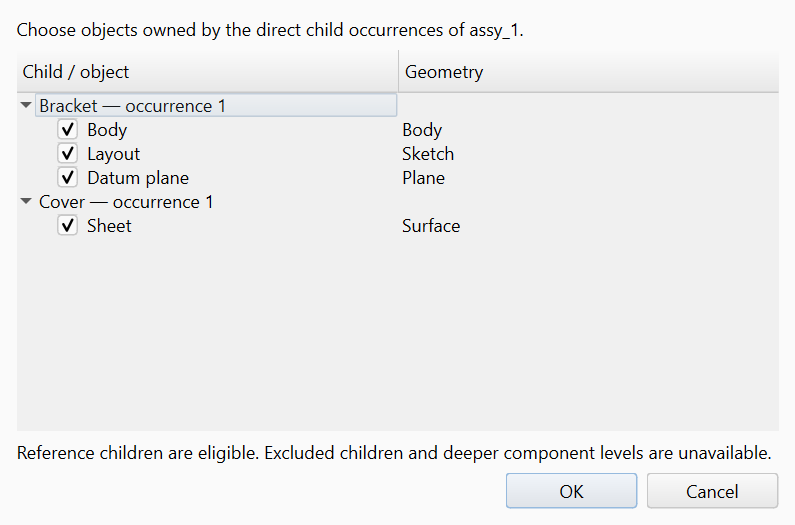 Choose objects owned by the direct child occurrences of assy_1.
Child / object Geometry
Bracket — occurrence 1
Body Body
Layout Sketch
Datum plane Plane
Cover — occurrence 1
Sheet Surface
Reference children are eligible. Excluded children and deeper component levels are unavailable.
OK Cancel